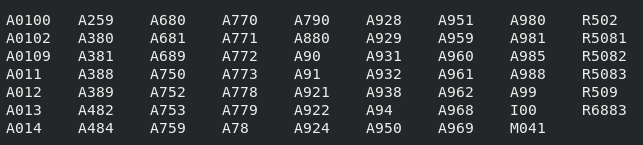 A0100 A259 A680 A770 A790 A928 A951 A980 R502
A0102 A380 A681 A771 A880 A929 A959 A981 R5081
A0109 A381 A689 A772 A90 A931 A960 A985 R5082
A011 A388 A750 A773 A91 A932 A961 A988 R5083
A012 A389 A752 A778 A921 A938 A962 A99 R509
A013 A482 A753 A779 A922 A94 A968 I00 R6883
A014 A484 A759 A78 A924 A950 A969 M041